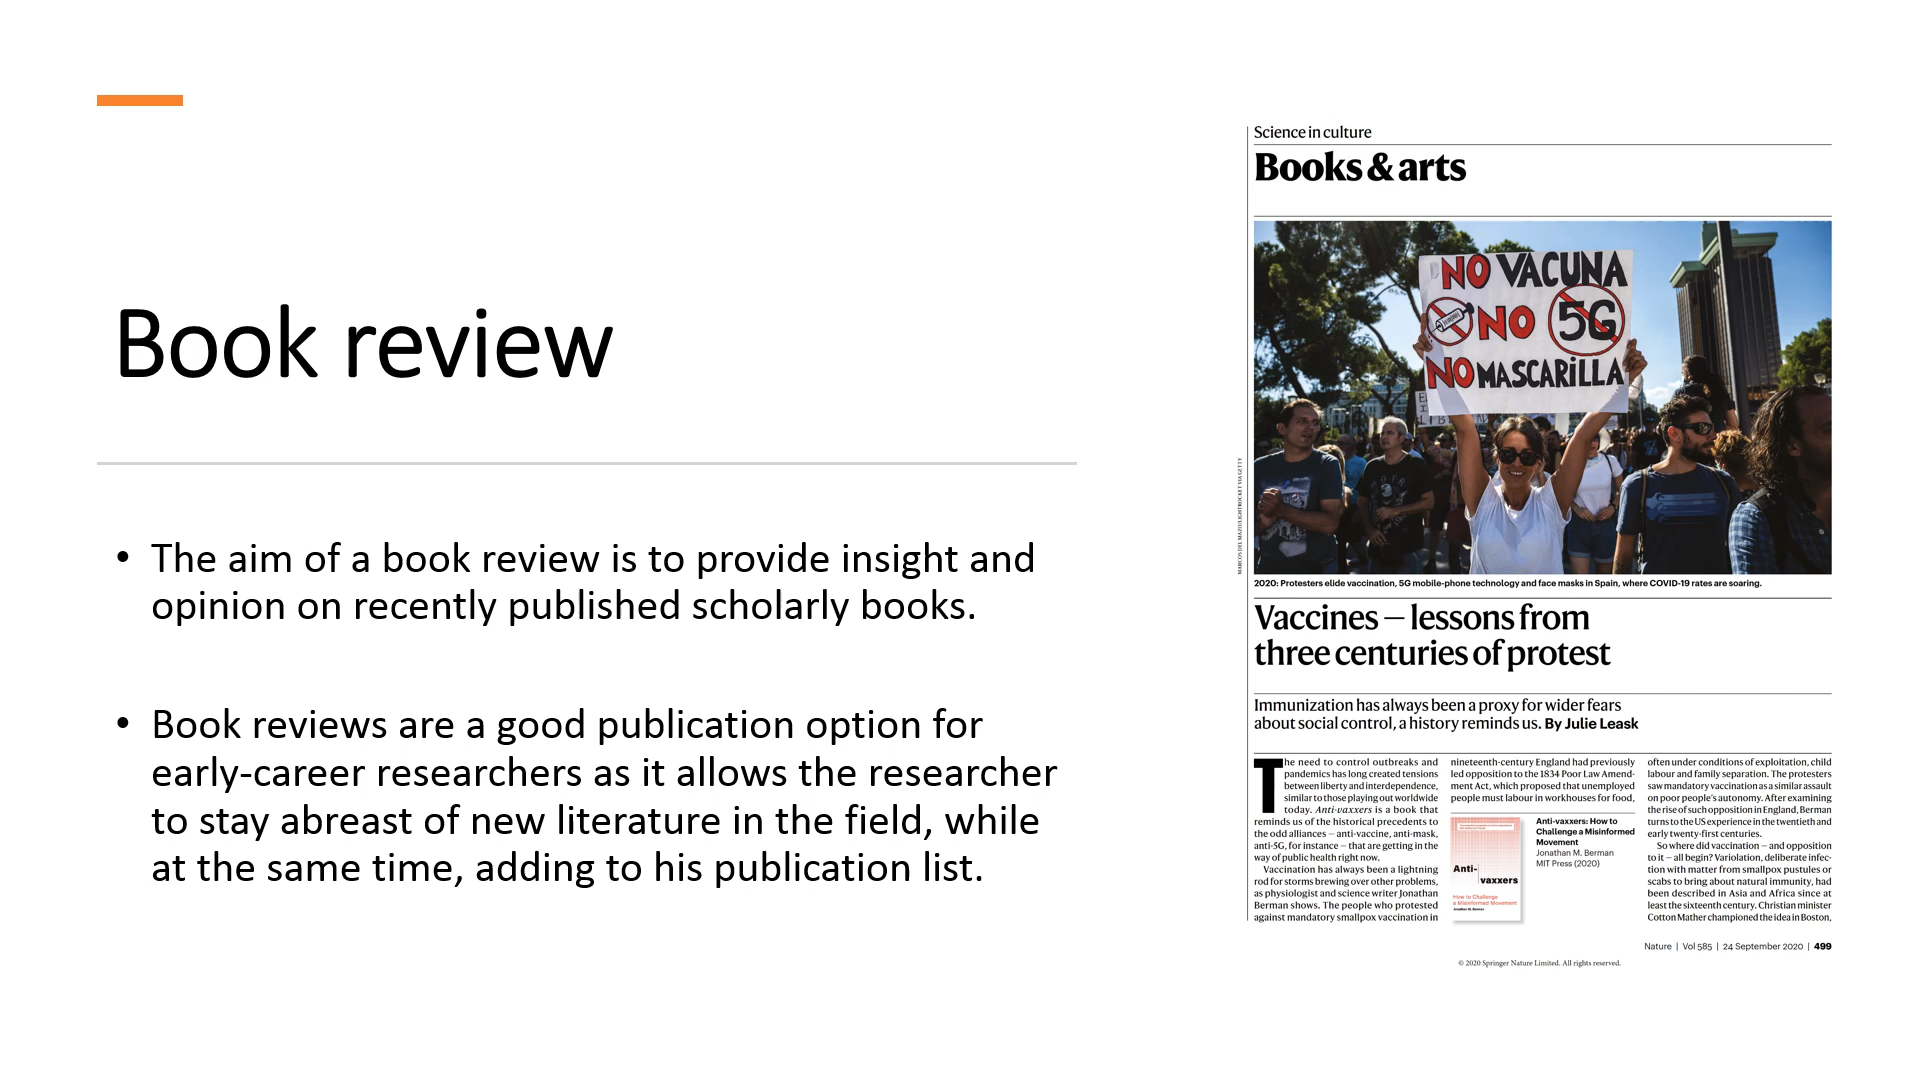 Book review
• The aim of a book review is to provide insight and
opinion on recently published scholarly books.
• Book reviews are a good publication option for
early-career researchers as it allows the researcher
to stay abreast of new literature in the field, while
at the same time, adding to his publication list.
Science in culture
Books & arts
NO VACUNA
NO 5G
NO MASCARiLLA
MARCOS DEL MAZO/LIGHTROCKET VIA GETTY
2020: Protesters elide vaccination, 5G mobile-phone technology and face masks in Spain, where COVID-19 rates are soaring.
Vaccines — lessons from
three centuries of protest
Immunization has always been a proxy for wider fears
about social control, a history reminds us. By Julie Leask
The need to control outbreaks and
pandemics has long created tensions
between liberty and interdependence,
similar to those playing out worldwide
today. Anti-vaxxers is a book that
reminds us of the historical precedents to
the odd alliances — anti-vaccine, anti-mask,
anti-5G, for instance — that are getting in the
way of public health right now.
Vaccination has always been a lightning
rod for storms brewing over other problems,
as physiologist and science writer Jonathan
Berman shows. The people who protested
against mandatory smallpox vaccination in
nineteenth-century England had previously
led opposition to the 1834 Poor Law Amend-
ment Act, which proposed that unemployed
people must labour in workhouses for food,
Anti-
vaxxers
How to Challenge
a Misinformed Movement
Jonathan M. Berman
Anti-vaxxers: How to
Challenge a Misinformed
Movement
Jonathan M. Berman
MIT Press (2020)
often under conditions of exploitation, child
labour and family separation. The protesters
saw mandatory vaccination as a similar assault
on poor people's autonomy. After examining
the rise of such opposition in England, Berman
turns to the US experience in the twentieth and
early twenty-first centuries.
So where did vaccination — and opposition
to it — all begin? Variolation, deliberate infec-
tion with matter from smallpox pustules or
scabs to bring about natural immunity, had
been described in Asia and Africa since at
least the sixteenth century. Christian minister
Cotton Mather championed the idea in Boston,
Nature | Vol 585 | 24 September 2020 | 499
© 2020 Springer Nature Limited. All rights reserved.